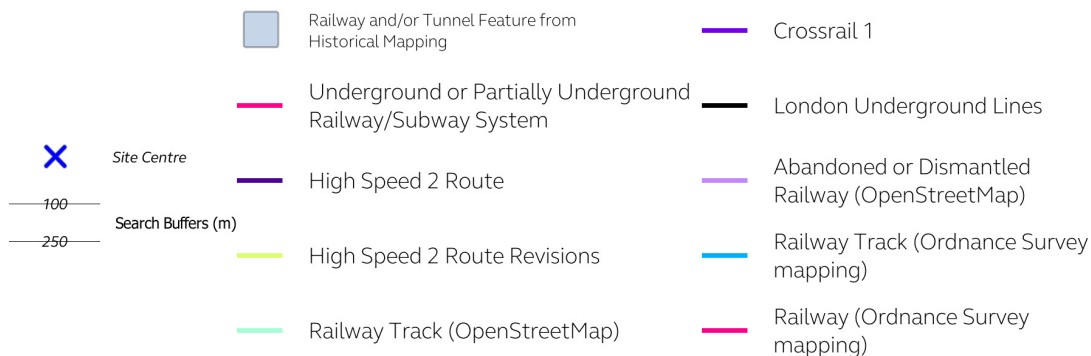 Site Centre
100
Search Buffers (m)
250
Railway and/or Tunnel Feature from
Historical Mapping
Underground or Partially Underground
Railway/Subway System
High Speed 2 Route
High Speed 2 Route Revisions
Railway Track (OpenStreetMap)
Crossrail 1
London Underground Lines
Abandoned or Dismantled
Railway (OpenStreetMap)
Railway Track (Ordnance Survey
mapping)
Railway (Ordnance Survey
mapping)